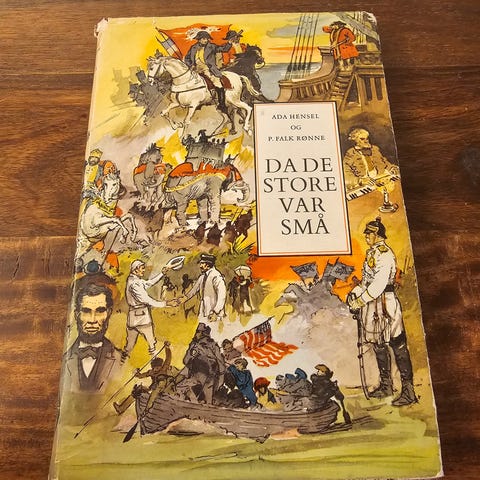 ADA HENSEL
OG
P. FALK RØNNE
DA DE
STORE
VAR
SMÅ